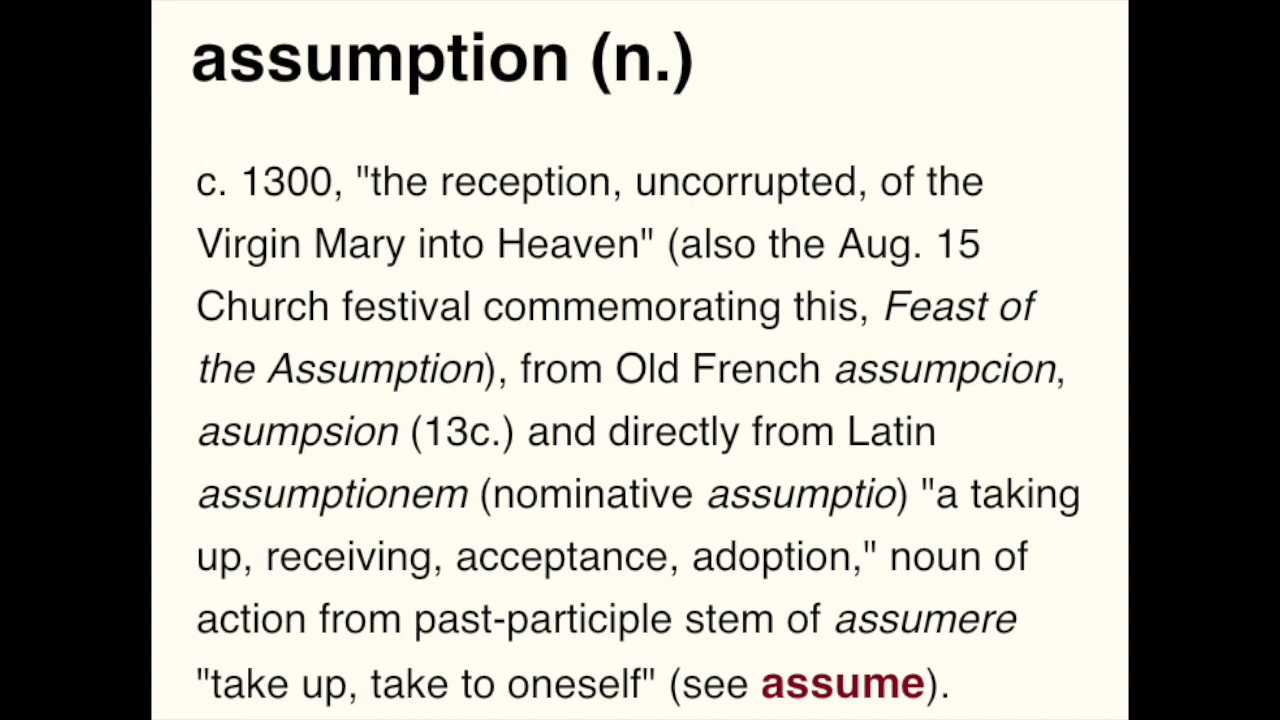 assumption (n.)
c. 1300, "the reception, uncorrupted, of the
Virgin Mary into Heaven" (also the Aug. 15
Church festival commemorating this, Feast of
the Assumption), from Old French assumpcion,
asumpsion (13c.) and directly from Latin
assumptionem (nominative assumptio) "a taking
up, receiving, acceptance, adoption," noun of
action from past-participle stem of assumere
"take up, take to oneself" (see assume).